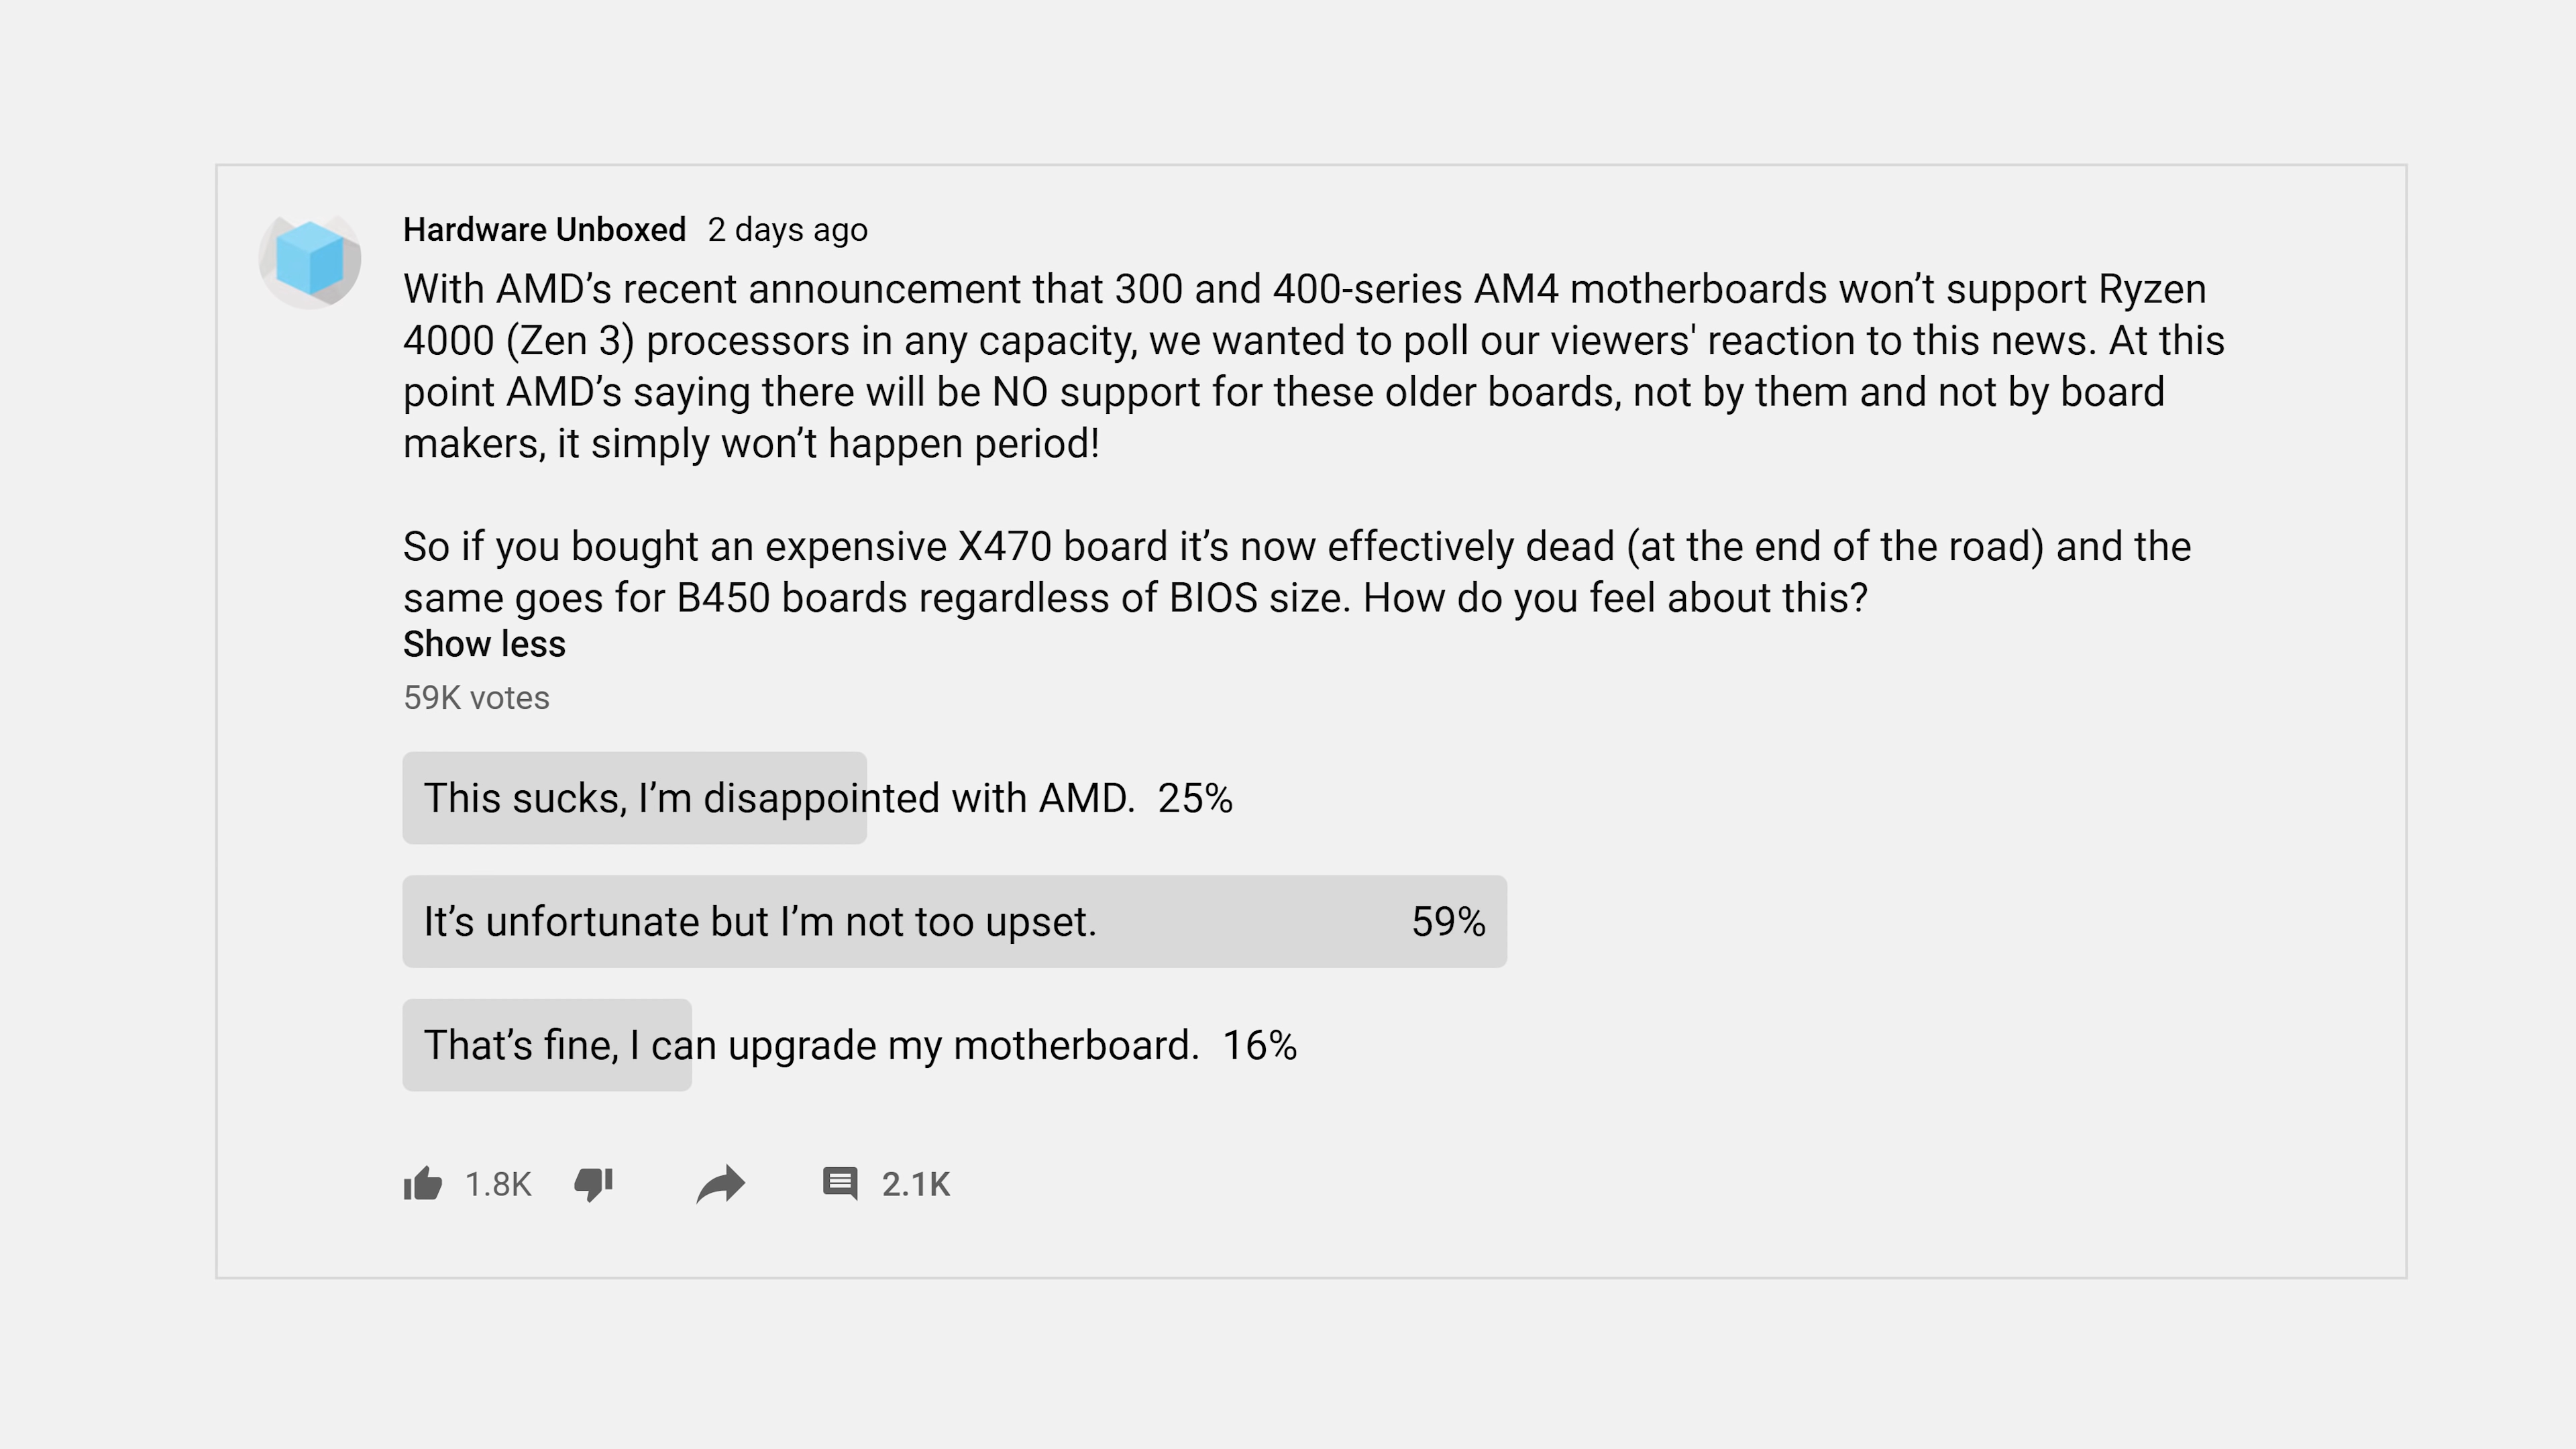 Hardware Unboxed 2 days ago
With AMD’s recent announcement that 300 and 400-series AM4 motherboards won’t support Ryzen
4000 (Zen 3) processors in any capacity, we wanted to poll our viewers' reaction to this news. At this
point AMD’s saying there will be NO support for these older boards, not by them and not by board
makers, it simply won’t happen period!
So if you bought an expensive X470 board it’s now effectively dead (at the end of the road) and the
same goes for B450 boards regardless of BIOS size. How do you feel about this?
Show less
59K votes
This sucks, I’m disappointed with AMD. 25%
It’s unfortunate but I’m not too upset. 59%
That’s fine, I can upgrade my motherboard. 16%
1.8K 2.1K